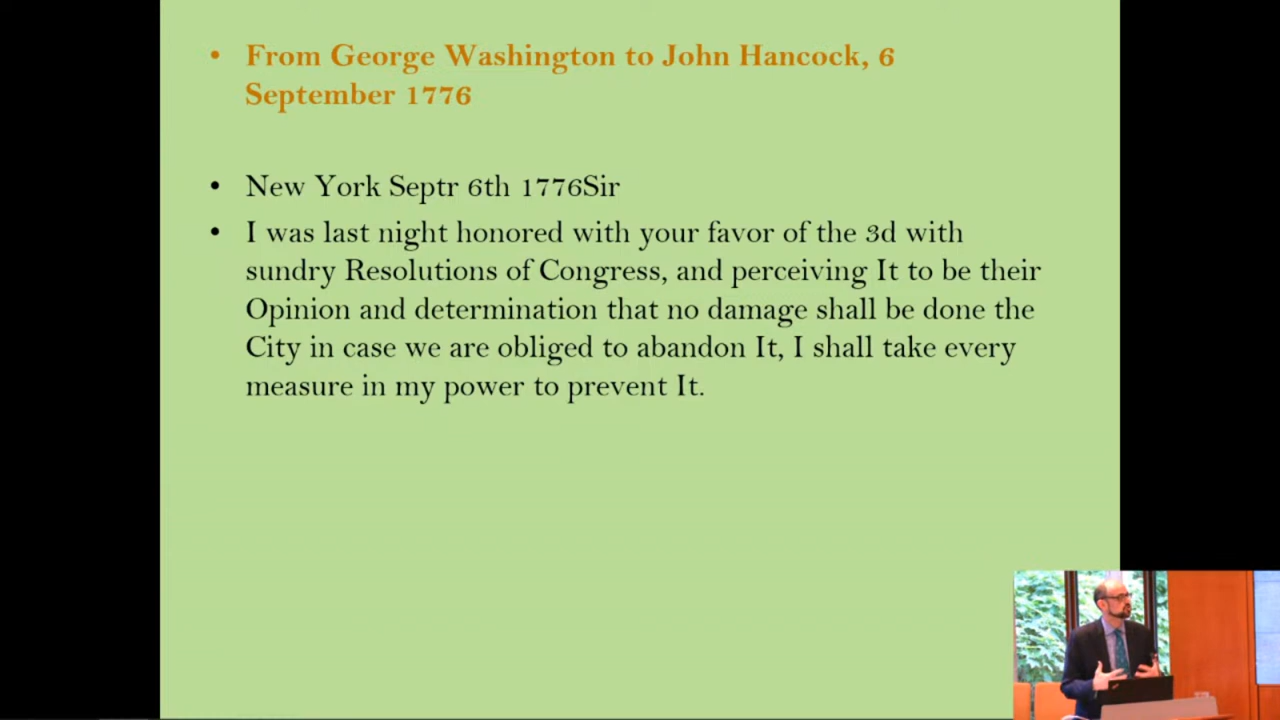 • From George Washington to John Hancock, 6
September 1776
• New York Septr 6th 1776Sir
• I was last night honored with your favor of the 3d with
sundry Resolutions of Congress, and perceiving It to be their
Opinion and determination that no damage shall be done the
City in case we are obliged to abandon It, I shall take every
measure in my power to prevent It.